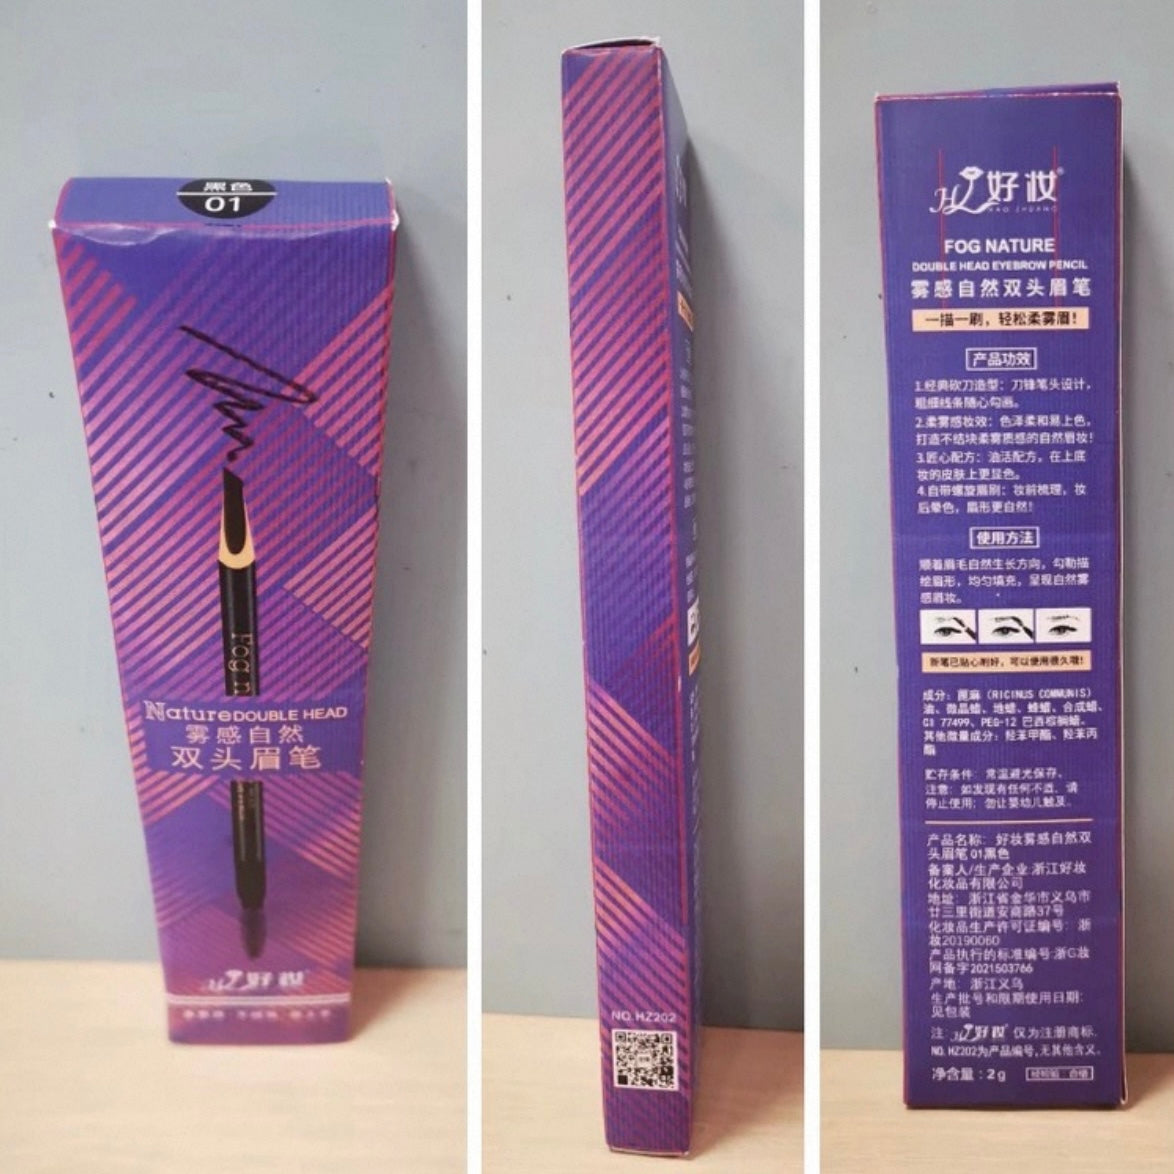 黑色
01
Fog n
Nature DOUBLE HEAD
雾感自然
双头眉笔
好妆
NO.HZ202
好妆®
HAO ZHUANG
FOG NATURE
DOUBLE HEAD EYEBROW PENCIL
雾感自然双头眉笔
一描一刷，轻松柔雾眉！
产品功效
1.经典砍刀造型：刀锋笔头设计，
粗细线条随心勾画。
2.柔雾感妆效：色泽柔和易上色，
打造不结块柔雾质感的自然眉妆！
3.匠心配方：油活配方，在上底
妆的皮肤上更显色。
4.自带螺旋眉刷：妆前梳理，妆
后晕色，眉形更自然！
使用方法
顺着眉毛自然生长方向，勾勒描
绘眉形，均匀填充，呈现自然雾
感眉妆。
新笔已贴心削好，可以使用很久哦！
成分：蓖麻（RICINUS COMMUNIS）
油、微晶蜡、地蜡、蜂蜡、合成蜡、
CI 77499、PEG-12 巴西棕榈蜡。
其他微量成分：羟苯甲酯、羟苯丙
酯
贮存条件：常温避光保存。
注意：如发现有任何不适，请
停止使用；勿让婴幼儿触及。
产品名称：好妆雾感自然双
头眉笔 01黑色
备案人/生产企业:浙江好妆
化妆品有限公司
地址：浙江省金华市义乌市
廿三里街道安商路37号
化妆品生产许可证编号：浙
妆20190060
产品执行的标准编号:浙G妆
网备字2021503766
产地：浙江义乌
生产批号和限期使用日期：
见包装
注：好妆®仅为注册商标。
NO. HZ202为产品编号,无其他含义。
净含量：2g